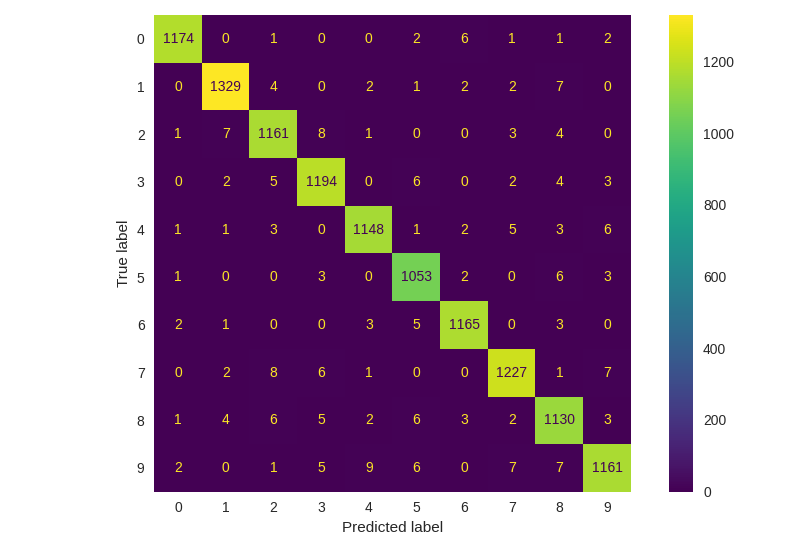 0 1174 0 1 0 0 2 6 1 1 2
1 0 1329 4 0 2 1 2 2 7 0 1200
2 1 7 1161 8 1 0 0 3 4 0 1000
3 0 2 5 1194 0 6 0 2 4 3 800
4 1 1 3 0 1148 1 2 5 3 6
True label
5 1 0 0 3 0 1053 2 0 6 3 600
6 2 1 0 0 3 5 1165 0 3 0 400
7 0 2 8 6 1 0 0 1227 1 7
8 1 4 6 5 2 6 3 2 1130 3 200
9 2 0 1 5 9 6 0 7 7 1161 0
0 1 2 3 4 5 6 7 8 9
Predicted label